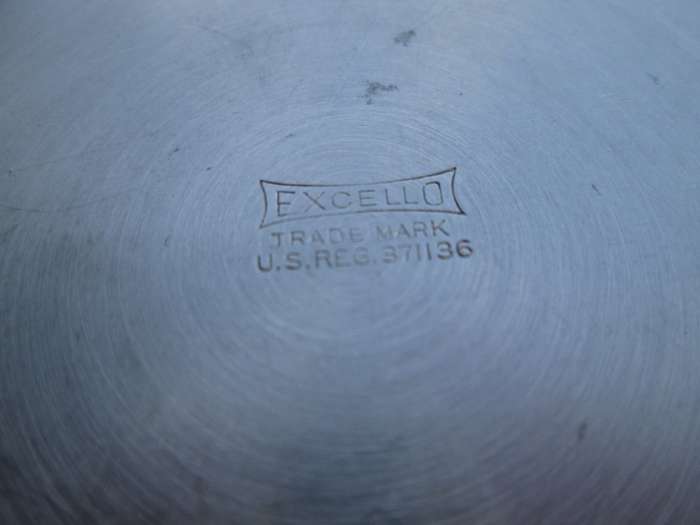 EXCELLO
TRADE MARK
U.S. REG. 371136